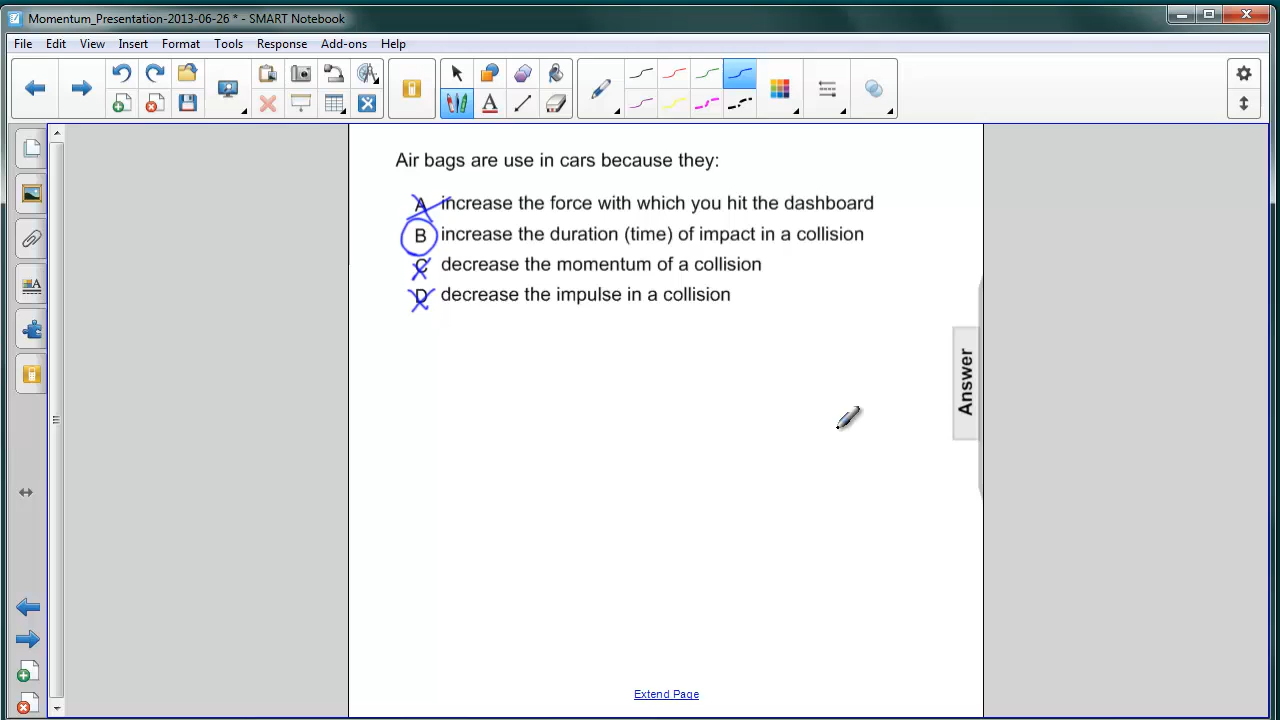 Momentum_Presentation-2013-06-26 * - SMART Notebook
File Edit View Insert Format Tools Response Add-ons Help
Air bags are use in cars because they:
A increase the force with which you hit the dashboard
B increase the duration (time) of impact in a collision
C decrease the momentum of a collision
D decrease the impulse in a collision
Answer
Extend Page